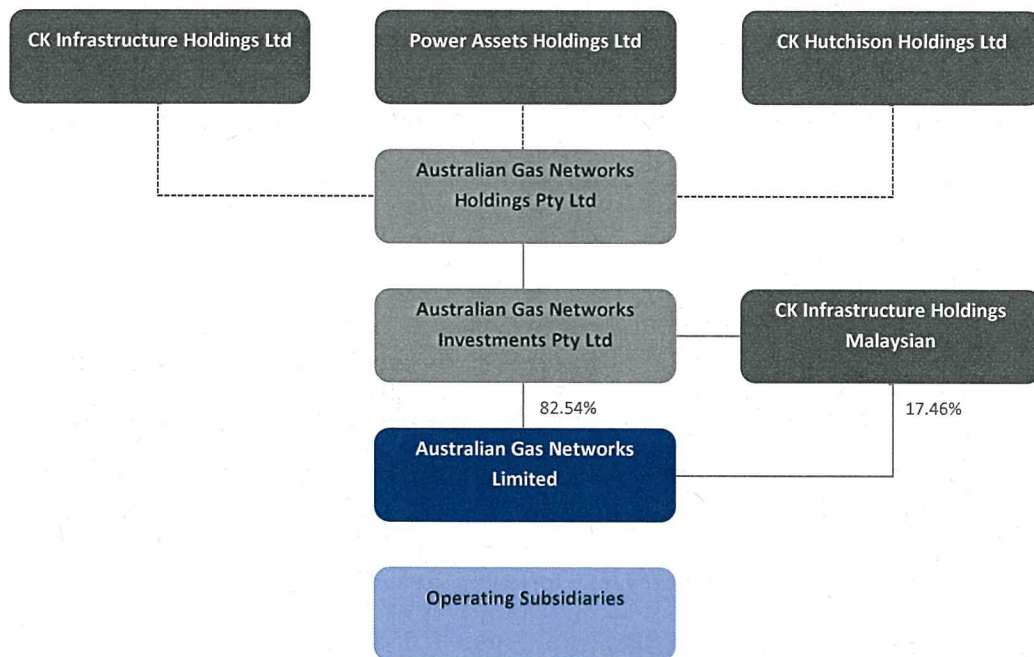 CK Infrastructure Holdings Ltd
Power Assets Holdings Ltd
CK Hutchison Holdings Ltd
Australian Gas Networks
Holdings Pty Ltd
Australian Gas Networks
Investments Pty Ltd
CK Infrastructure Holdings
Malaysian
82.54%
17.46%
Australian Gas Networks
Limited
Operating Subsidiaries